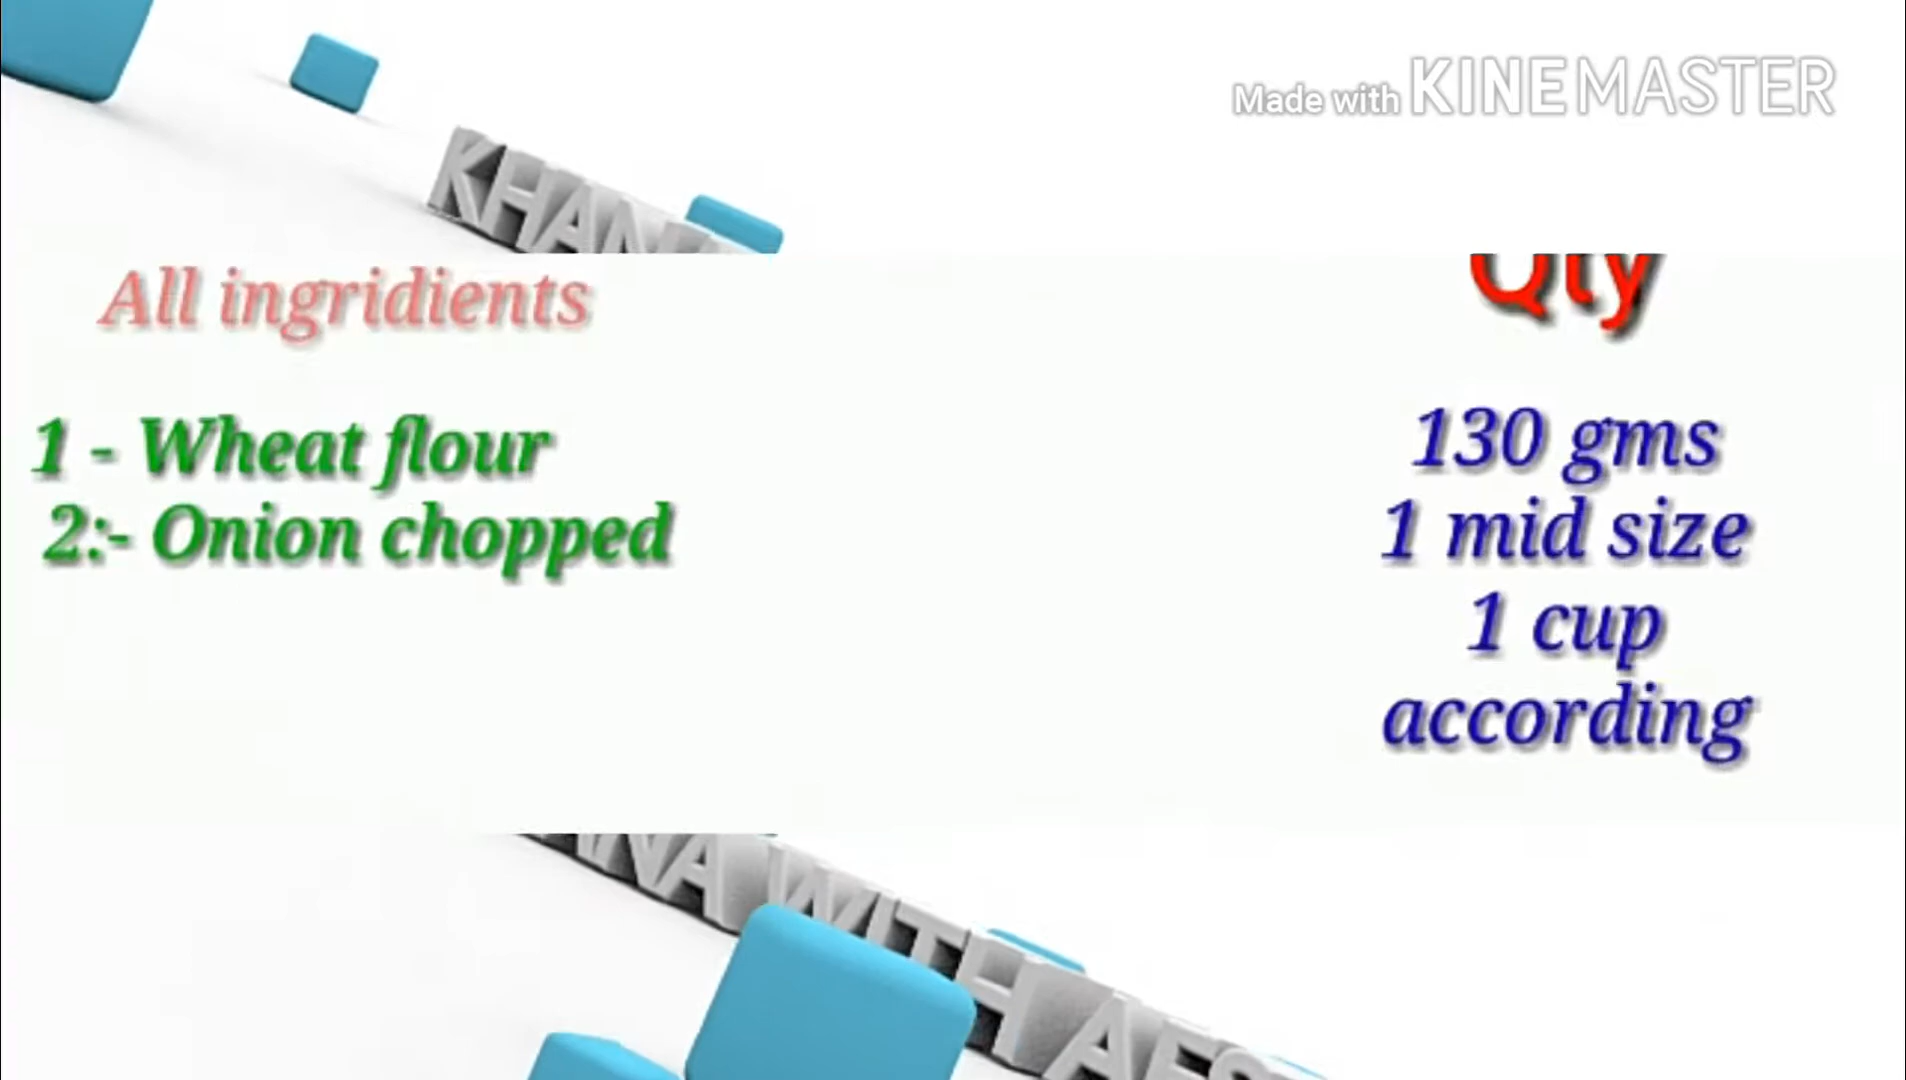 Made with KINEMASTER
All ingridients
Qty
1 - Wheat flour
130 gms
2:- Onion chopped
1 mid size
1 cup
according
WITH